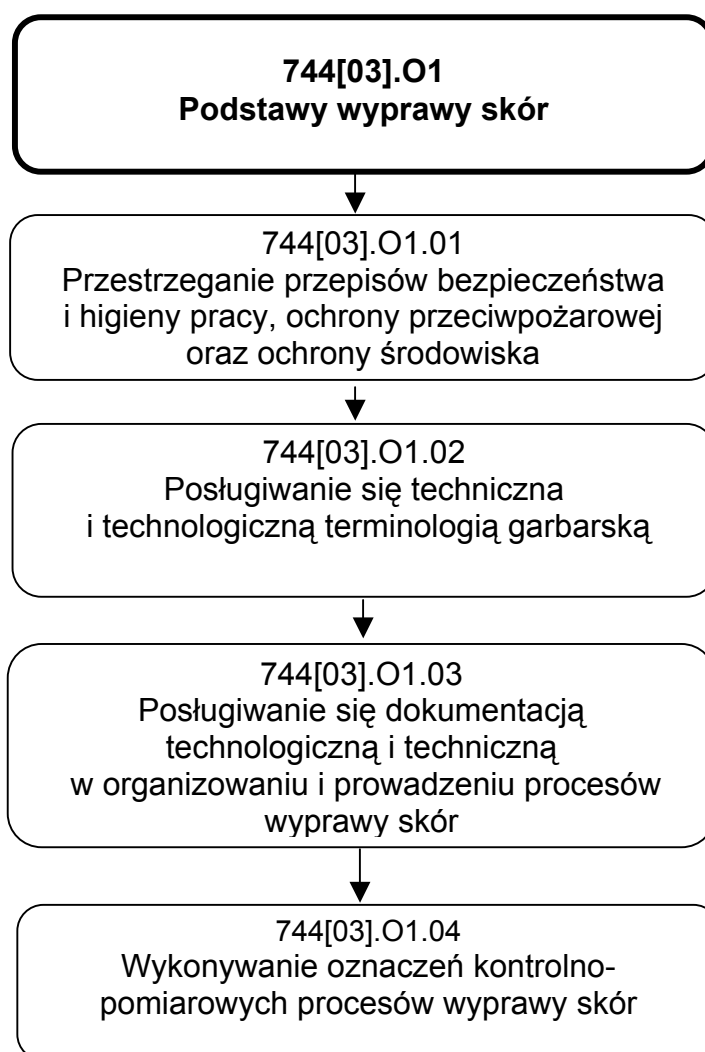 744[03].O1
Podstawy wyprawy skór
744[03].O1.01
Przestrzeganie przepisów bezpieczeństwa
i higieny pracy, ochrony przeciwpożarowej
oraz ochrony środowiska
744[03].O1.02
Posługiwanie się techniczna
i technologiczną terminologią garbarską
744[03].O1.03
Posługiwanie się dokumentacją
technologiczną i techniczną
w organizowaniu i prowadzeniu procesów
wyprawy skór
744[03].O1.04
Wykonywanie oznaczeń kontrolno-
pomiarowych procesów wyprawy skór